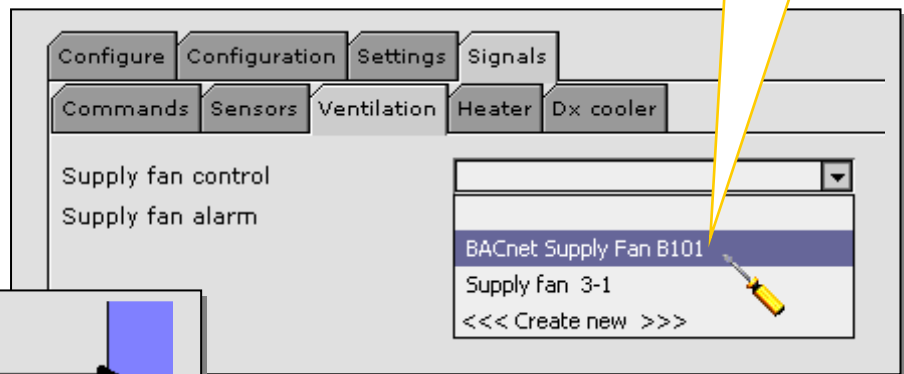 Configure Configuration Settings Signals
Commands Sensors Ventilation Heater Dx cooler
Supply fan control
Supply fan alarm
BACnet Supply Fan B101
Supply fan 3-1
<<< Create new >>>